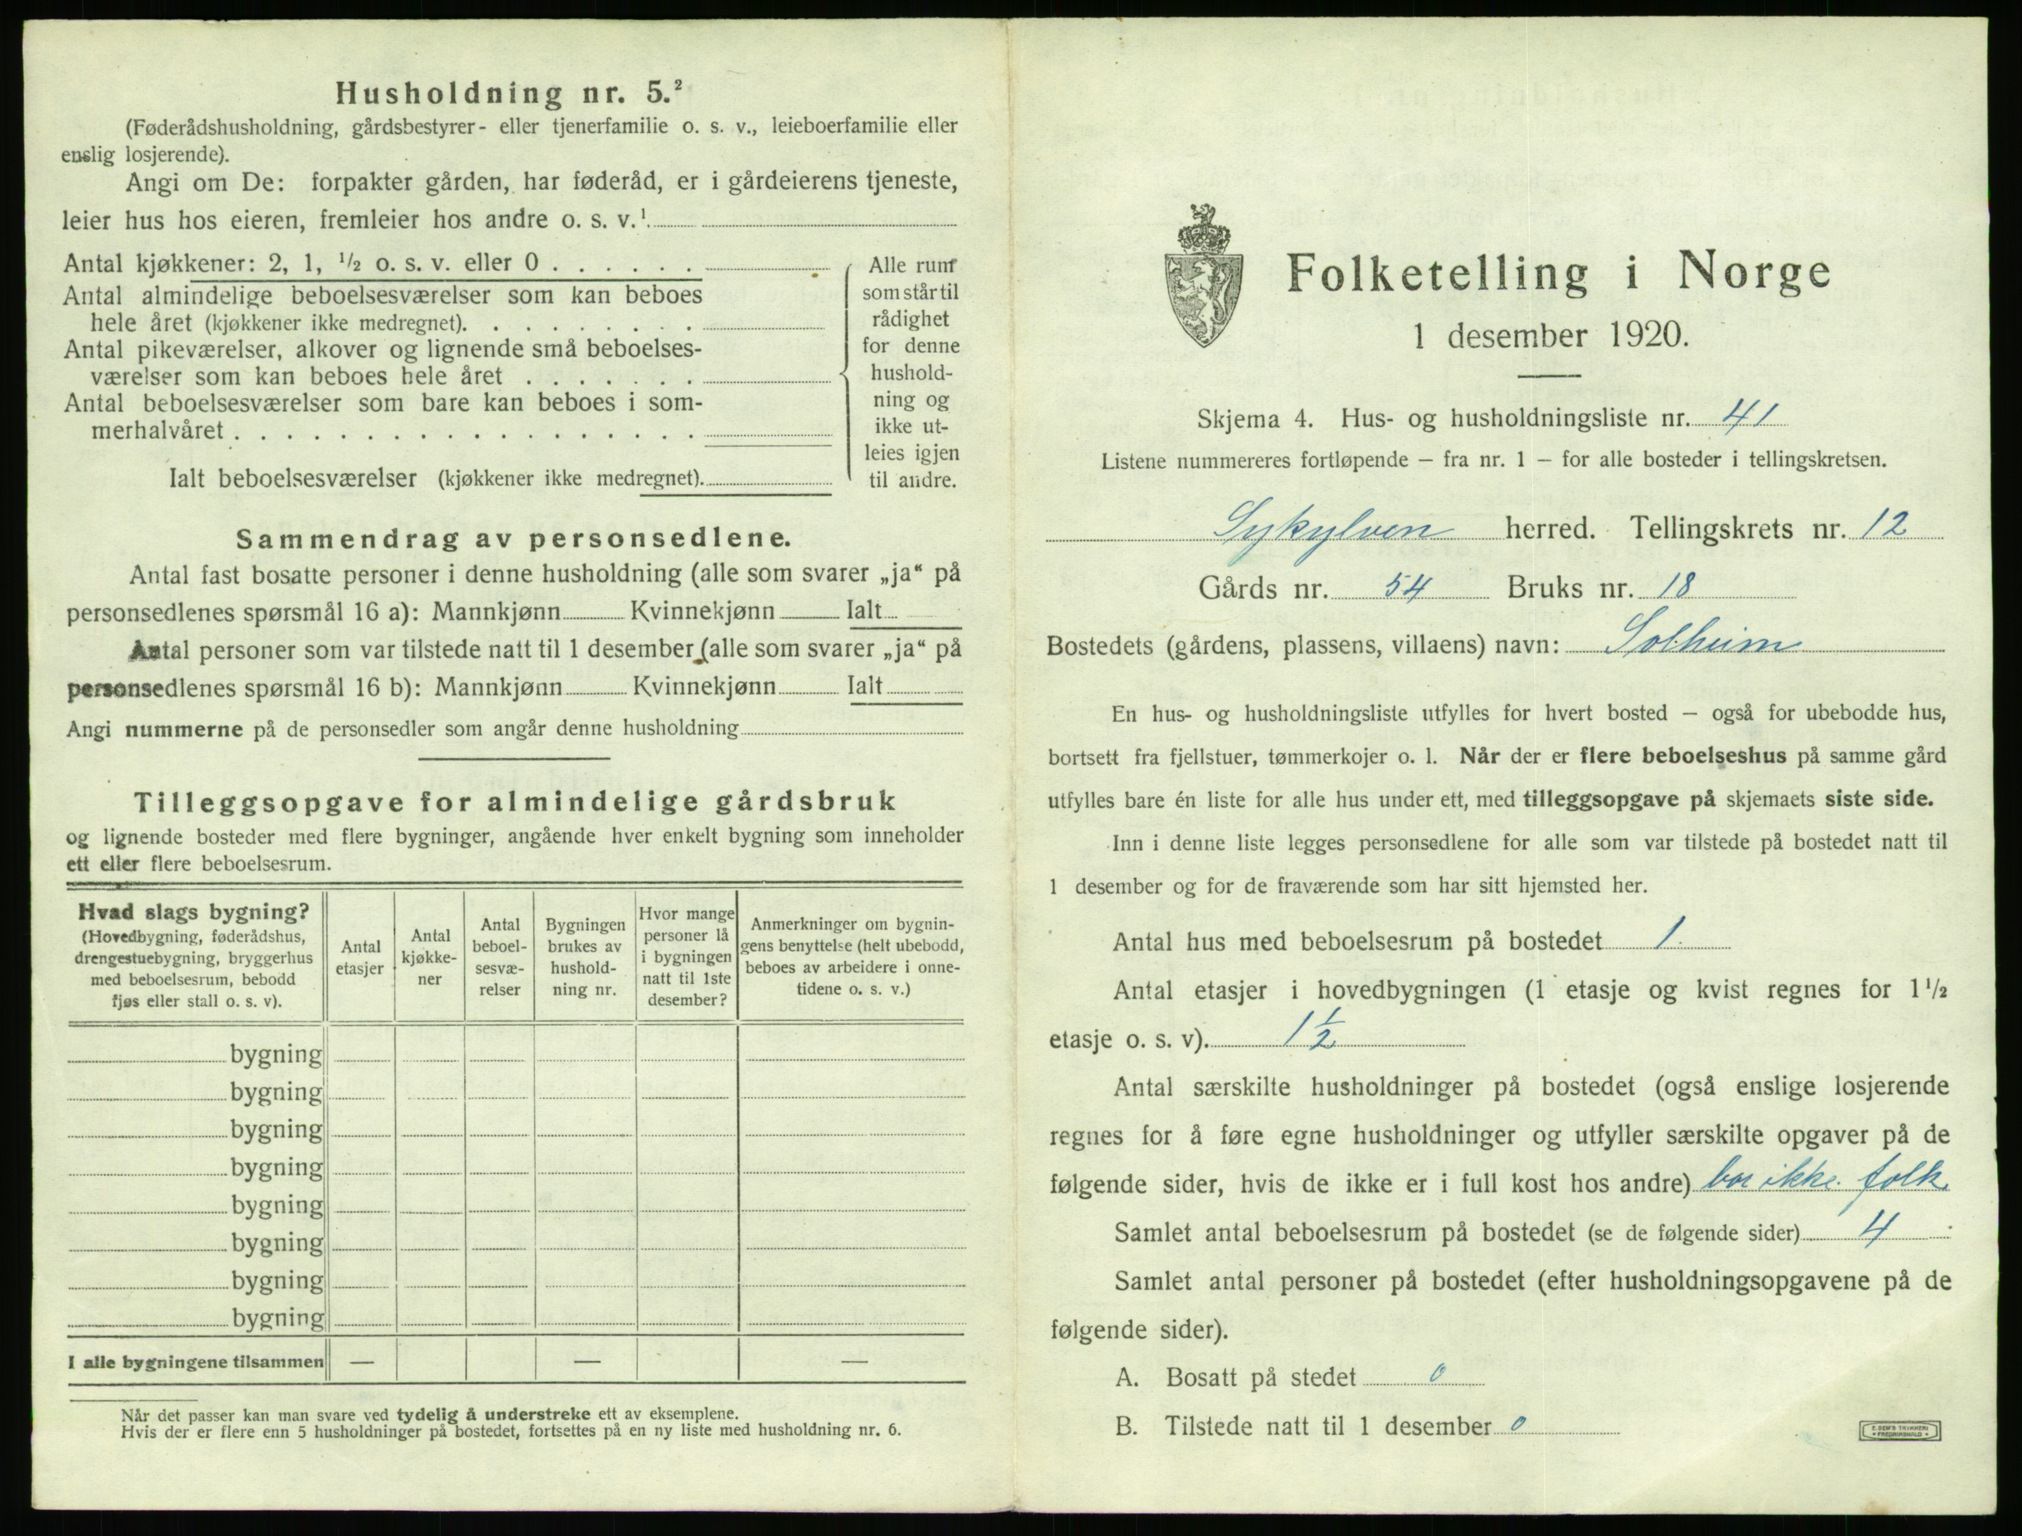 Husholdning nr. 5.²
(Føderådshusholdning, gårdsbestyrer- eller tjenerfamilie o. s. v., leieboerfamilie eller
enslig losjerende).
Angi om De: forpakter gården, har føderåd, er i gårdeierens tjeneste,
leier hus hos eieren, fremleier hos andre o. s. v.¹
Antal kjøkkener: 2, 1, ½ o. s. v. eller 0 . . . . . .
Antal almindelige beboelsesværelser som kan beboes
hele året (kjøkkener ikke medregnet). . . . . . . . .
Antal pikeværelser, alkover og lignende små beboelses-
værelser som kan beboes hele året . . . . . . .
Antal beboelsesværelser som bare kan beboes i som-
merhalvåret . . . . . . . . . . . . . . . . . .
Ialt beboelsesværelser (kjøkkener ikke medregnet).
Alle rum
som står til
rådighet
for denne
hushold-
ning og
ikke ut-
leies igjen
til andre.
Sammendrag av personsedlene.
Antal fast bosatte personer i denne husholdning (alle som svarer „ja“ på
personsedlenes spørsmål 16 a): Mannkjønn Kvinnekjønn Ialt
Antal personer som var tilstede natt til 1 desember (alle som svarer „ja“ på
personsedlenes spørsmål 16 b): Mannkjønn Kvinnekjønn Ialt
Angi nummerne på de personsedler som angår denne husholdning
Tilleggsopgave for almindelige gårdsbruk
og lignende bosteder med flere bygninger, angående hver enkelt bygning som inneholder
ett eller flere beboelsesrum.
Hvad slags bygning?
(Hovedbygning, føderådshus,
drengestuebygning, bryggerhus
med beboelsesrum, bebodd
fjøs eller stall o. s. v).
Antal
etasjer
Antal
kjøkke-
ner
Antal
beboel-
sesvæ-
relser
Bygningen
brukes av
hushold-
ning nr.
Hvor mange
personer lå
i bygningen
natt til 1ste
desember?
Anmerkninger om bygnin-
gens benyttelse (helt ubebodd,
beboes av arbeidere i onne-
tidene o. s. v.)
bygning
bygning
bygning
bygning
bygning
bygning
bygning
bygning
I alle bygningene tilsammen — — —
Når det passer kan man svare ved tydelig å understreke ett av eksemplene.
Hvis der er flere enn 5 husholdninger på bostedet, fortsettes på en ny liste med husholdning nr. 6.
Folketelling i Norge
1 desember 1920.
Skjema 4. Hus- og husholdningsliste nr. 41
Listene nummereres fortløpende – fra nr. 1 – for alle bosteder i tellingskretsen.
Sykylven herred. Tellingskrets nr. 12
Gårds nr. 54 Bruks nr. 18
Bostedets (gårdens, plassens, villaens) navn: Solheim
En hus- og husholdningsliste utfylles for hvert bosted – også for ubebodde hus,
bortsett fra fjellstuer, tømmerkojer o. l. Når der er flere beboelseshus på samme gård
utfylles bare én liste for alle hus under ett, med tilleggsopgave på skjemaets siste side.
Inn i denne liste legges personsedlene for alle som var tilstede på bostedet natt til
1 desember og for de fraværende som har sitt hjemsted her.
Antal hus med beboelsesrum på bostedet 1.
Antal etasjer i hovedbygningen (1 etasje og kvist regnes for 1½
etasje o. s. v). 1½
Antal særskilte husholdninger på bostedet (også enslige losjerende
regnes for å føre egne husholdninger og utfyller særskilte opgaver på de
følgende sider, hvis de ikke er i full kost hos andre) bor ikke folk
Samlet antal beboelsesrum på bostedet (se de følgende sider) 4
Samlet antal personer på bostedet (efter husholdningsopgavene på de
følgende sider).
A. Bosatt på stedet 0
B. Tilstede natt til 1 desember 0